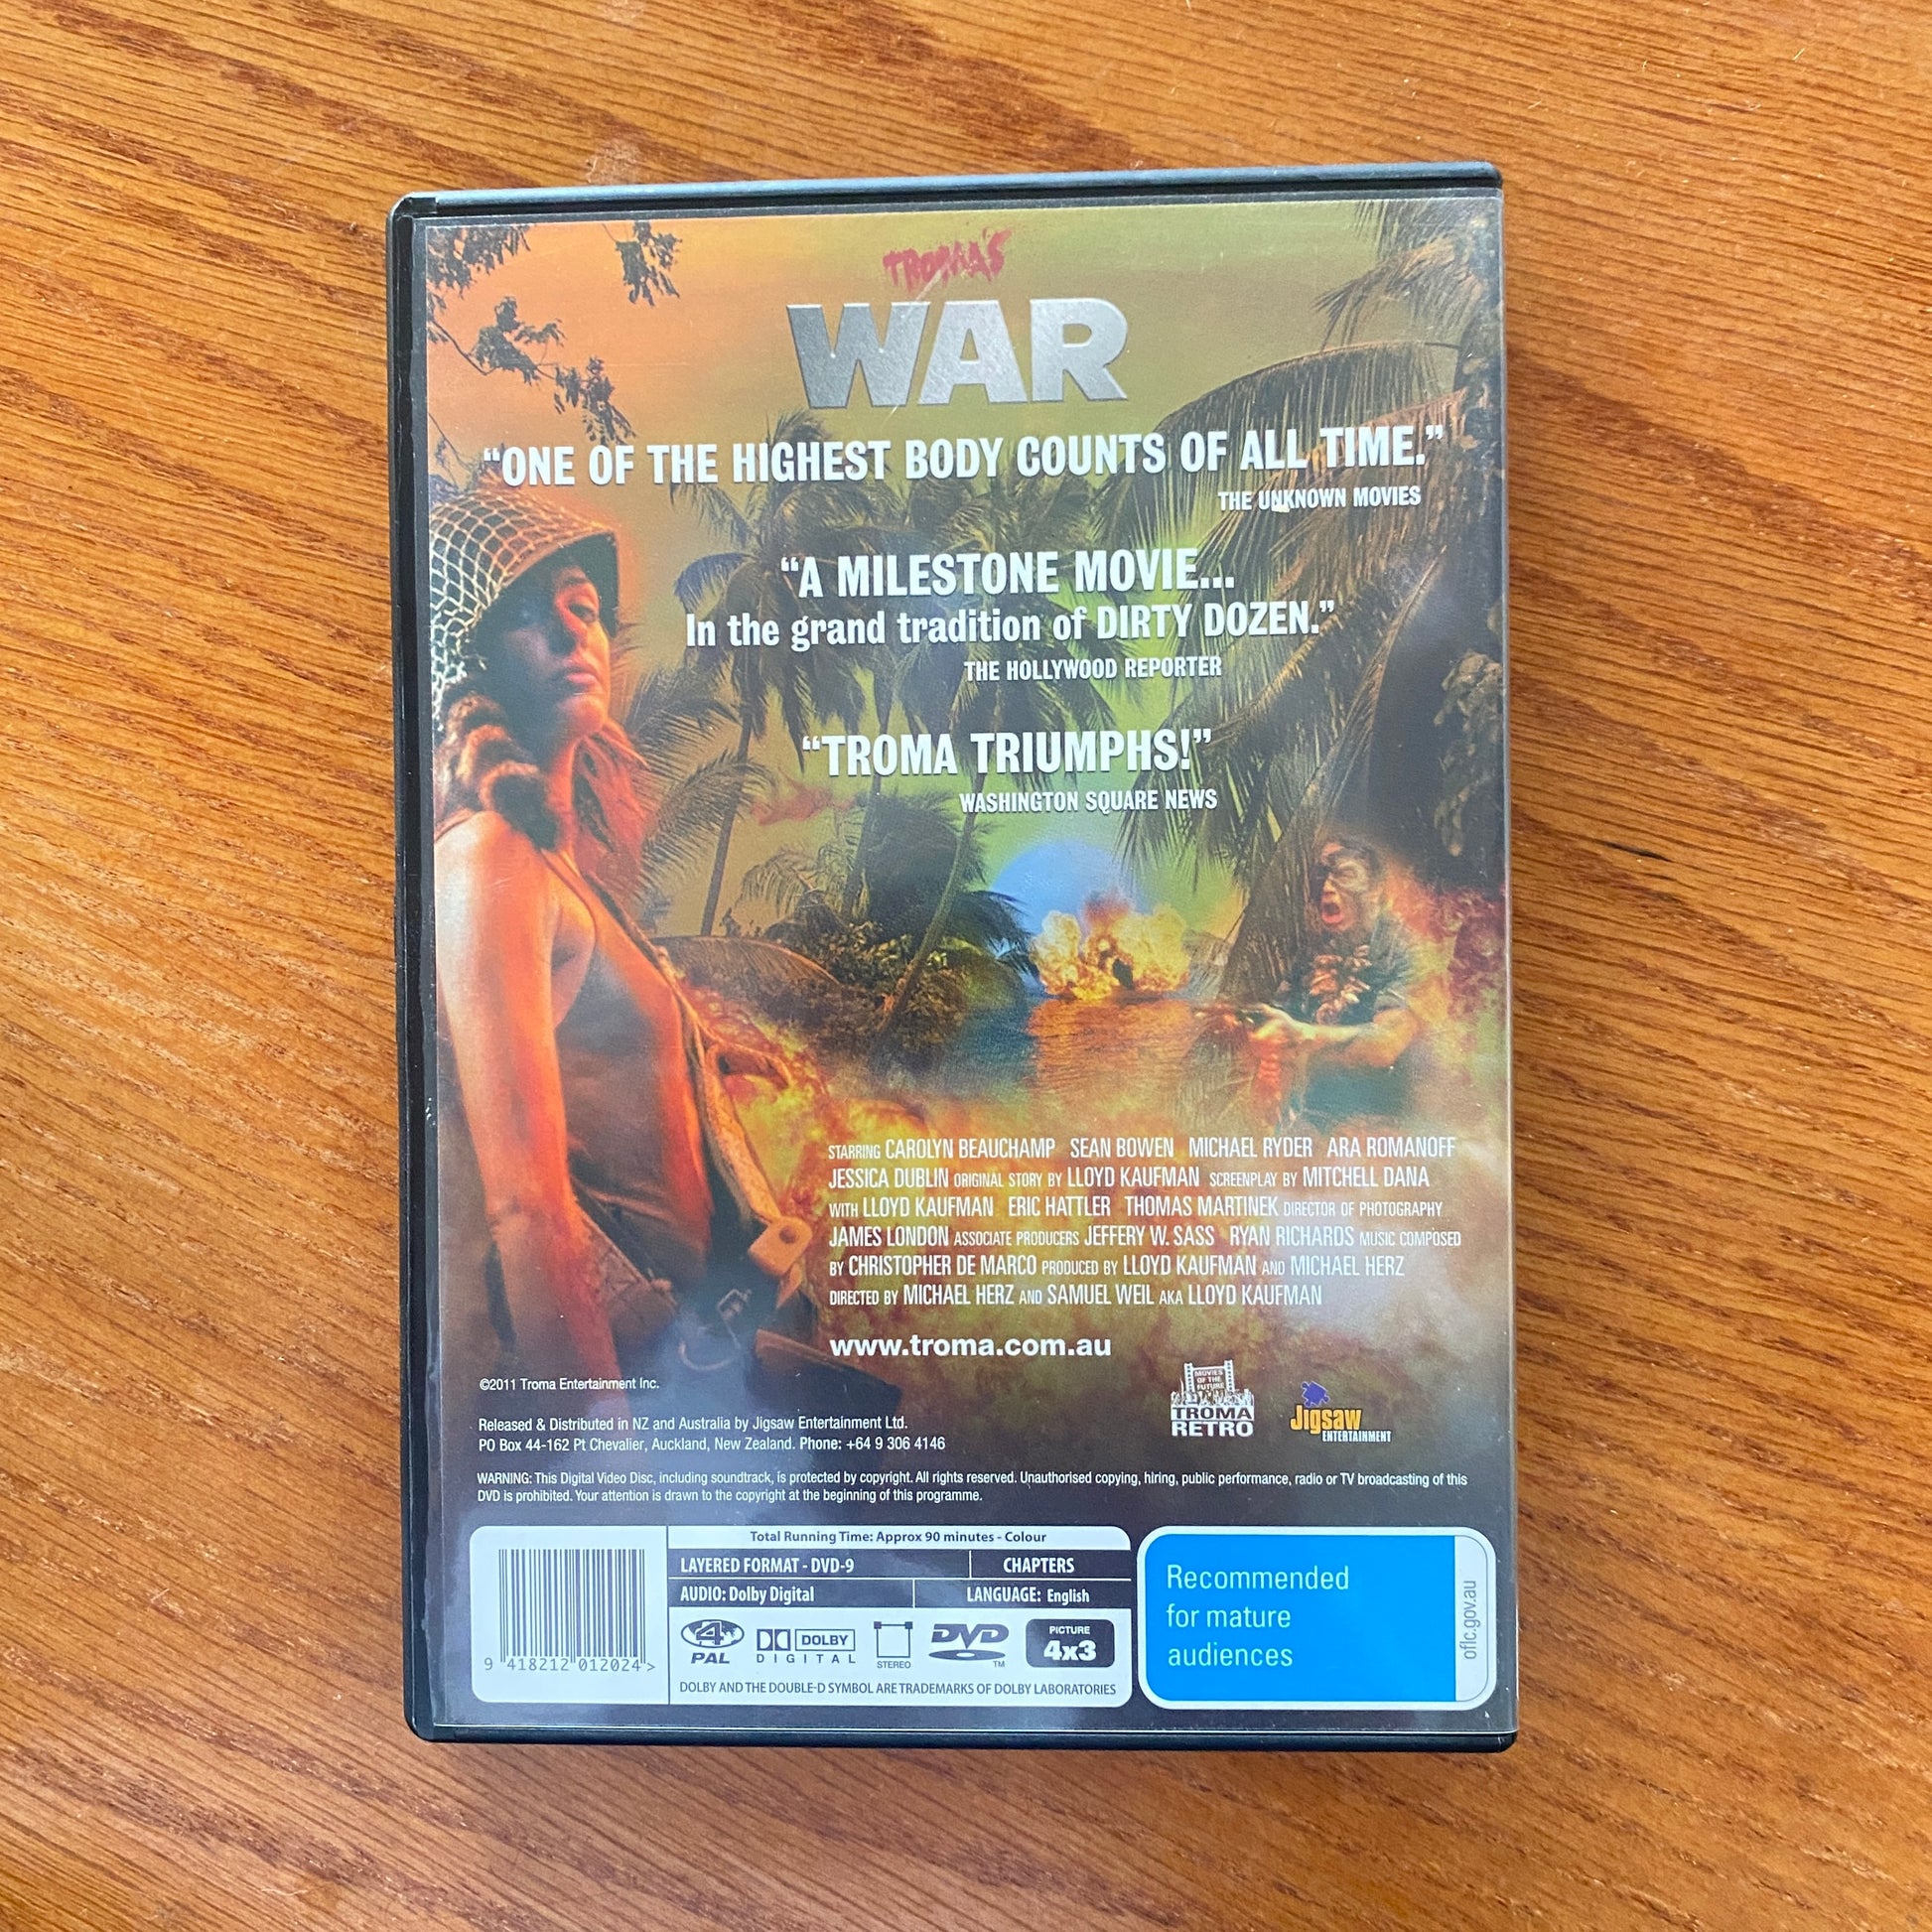 TROMA'S
WAR
“ONE OF THE HIGHEST BODY COUNTS OF ALL TIME.”
THE UNKNOWN MOVIES
“A MILESTONE MOVIE...
In the grand tradition of DIRTY DOZEN.”
THE HOLLYWOOD REPORTER
“TROMA TRIUMPHS!”
WASHINGTON SQUARE NEWS
STARRING CAROLYN BEAUCHAMP SEAN BOWEN MICHAEL RYDER ARA ROMANOFF
JESSICA DUBLIN ORIGINAL STORY BY LLOYD KAUFMAN SCREENPLAY BY MITCHELL DANA
WITH LLOYD KAUFMAN ERIC HATTLER THOMAS MARTINEK DIRECTOR OF PHOTOGRAPHY
JAMES LONDON ASSOCIATE PRODUCERS JEFFERY W. SASS RYAN RICHARDS MUSIC COMPOSED
BY CHRISTOPHER DE MARCO PRODUCED BY LLOYD KAUFMAN AND MICHAEL HERZ
DIRECTED BY MICHAEL HERZ AND SAMUEL WEIL AKA LLOYD KAUFMAN
www.troma.com.au
©2011 Troma Entertainment Inc.
MOVIES
OF THE
FUTURE
TROMA
RETRO
Jigsaw
ENTERTAINMENT
Released & Distributed in NZ and Australia by Jigsaw Entertainment Ltd.
PO Box 44-162 Pt Chevalier, Auckland, New Zealand. Phone: +64 9 306 4146
WARNING: This Digital Video Disc, including soundtrack, is protected by copyright. All rights reserved. Unauthorised copying, hiring, public performance, radio or TV broadcasting of this
DVD is prohibited. Your attention is drawn to the copyright at the beginning of this programme.
9 418212 012024 >
Total Running Time: Approx 90 minutes - Colour
LAYERED FORMAT - DVD-9 CHAPTERS
AUDIO: Dolby Digital LANGUAGE: English
4
PAL
DOLBY
DIGITAL
STEREO
DVD
TM
PICTURE
4x3
DOLBY AND THE DOUBLE-D SYMBOL ARE TRADEMARKS OF DOLBY LABORATORIES
Recommended
for mature
audiences
oflc.gov.au